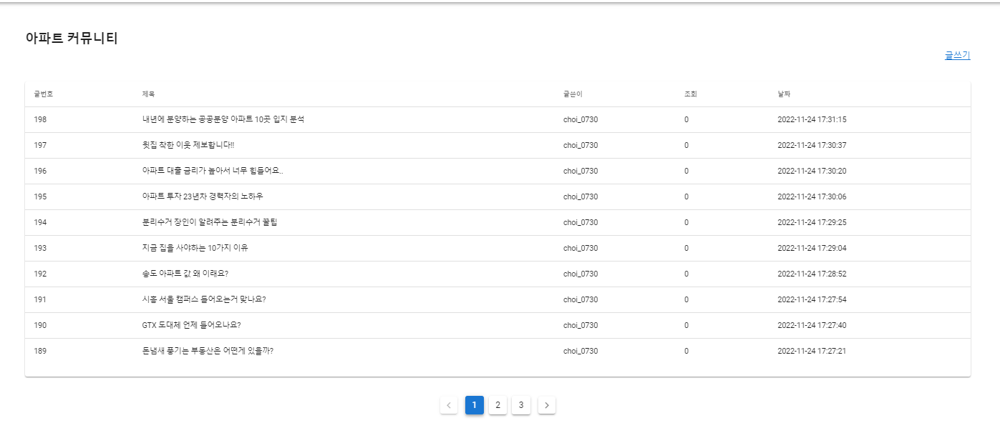 아파트 커뮤니티
글쓰기
글번호 제목 글쓴이 조회 날짜
198 내년에 분양하는 공공분양 아파트 10곳 입지 분석 choi_0730 0 2022-11-24 17:31:15
197 윗집 착한 이웃 제보합니다!! choi_0730 0 2022-11-24 17:30:37
196 아파트 대출 금리가 높아서 너무 힘들어요.. choi_0730 0 2022-11-24 17:30:20
195 아파트 투자 23년차 경력자의 노하우 choi_0730 0 2022-11-24 17:30:06
194 분리수거 장인이 알려주는 분리수거 꿀팁 choi_0730 0 2022-11-24 17:29:25
193 지금 집을 사야하는 10가지 이유 choi_0730 0 2022-11-24 17:29:04
192 송도 아파트 값 왜 이래요? choi_0730 0 2022-11-24 17:28:52
191 시흥 서울 캠퍼스 들어오는거 맞나요? choi_0730 0 2022-11-24 17:27:54
190 GTX 도대체 언제 들어오나요? choi_0730 0 2022-11-24 17:27:40
189 돈냄새 풍기는 부동산은 어떤게 있을까? choi_0730 0 2022-11-24 17:27:21
1 2 3